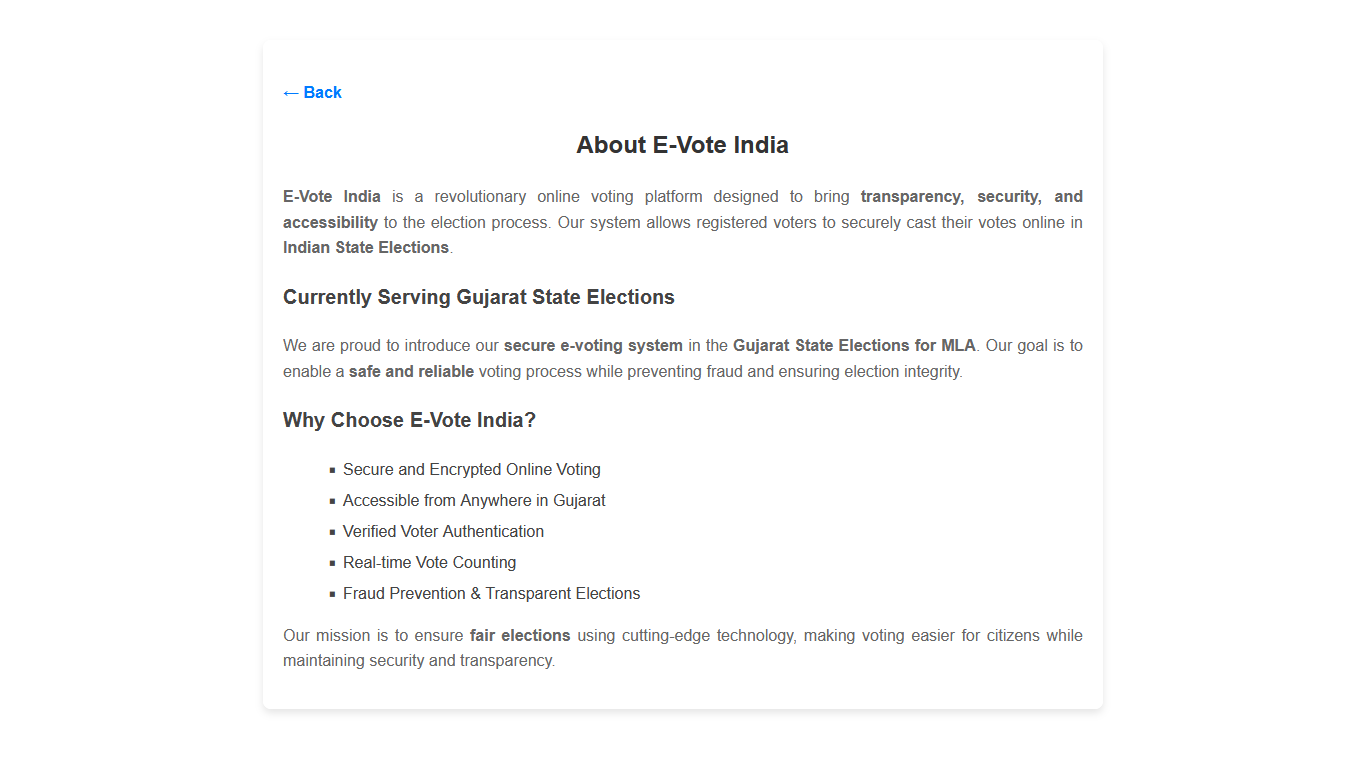 ← Back
About E-Vote India
E-Vote India is a revolutionary online voting platform designed to bring transparency, security, and
accessibility to the election process. Our system allows registered voters to securely cast their votes online in
Indian State Elections.
Currently Serving Gujarat State Elections
We are proud to introduce our secure e-voting system in the Gujarat State Elections for MLA. Our goal is to
enable a safe and reliable voting process while preventing fraud and ensuring election integrity.
Why Choose E-Vote India?
▪ Secure and Encrypted Online Voting
▪ Accessible from Anywhere in Gujarat
▪ Verified Voter Authentication
▪ Real-time Vote Counting
▪ Fraud Prevention & Transparent Elections
Our mission is to ensure fair elections using cutting-edge technology, making voting easier for citizens while
maintaining security and transparency.